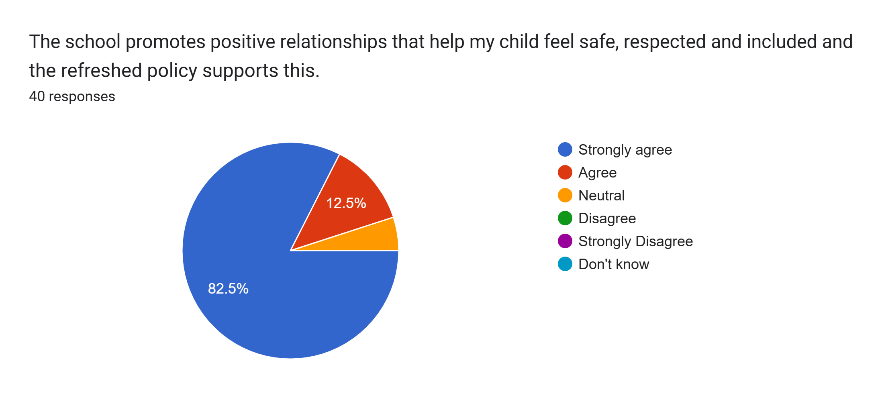 The school promotes positive relationships that help my child feel safe, respected and included and
the refreshed policy supports this.
40 responses
Strongly agree
Agree
Neutral
Disagree
Strongly Disagree
Don't know
12.5%
82.5%